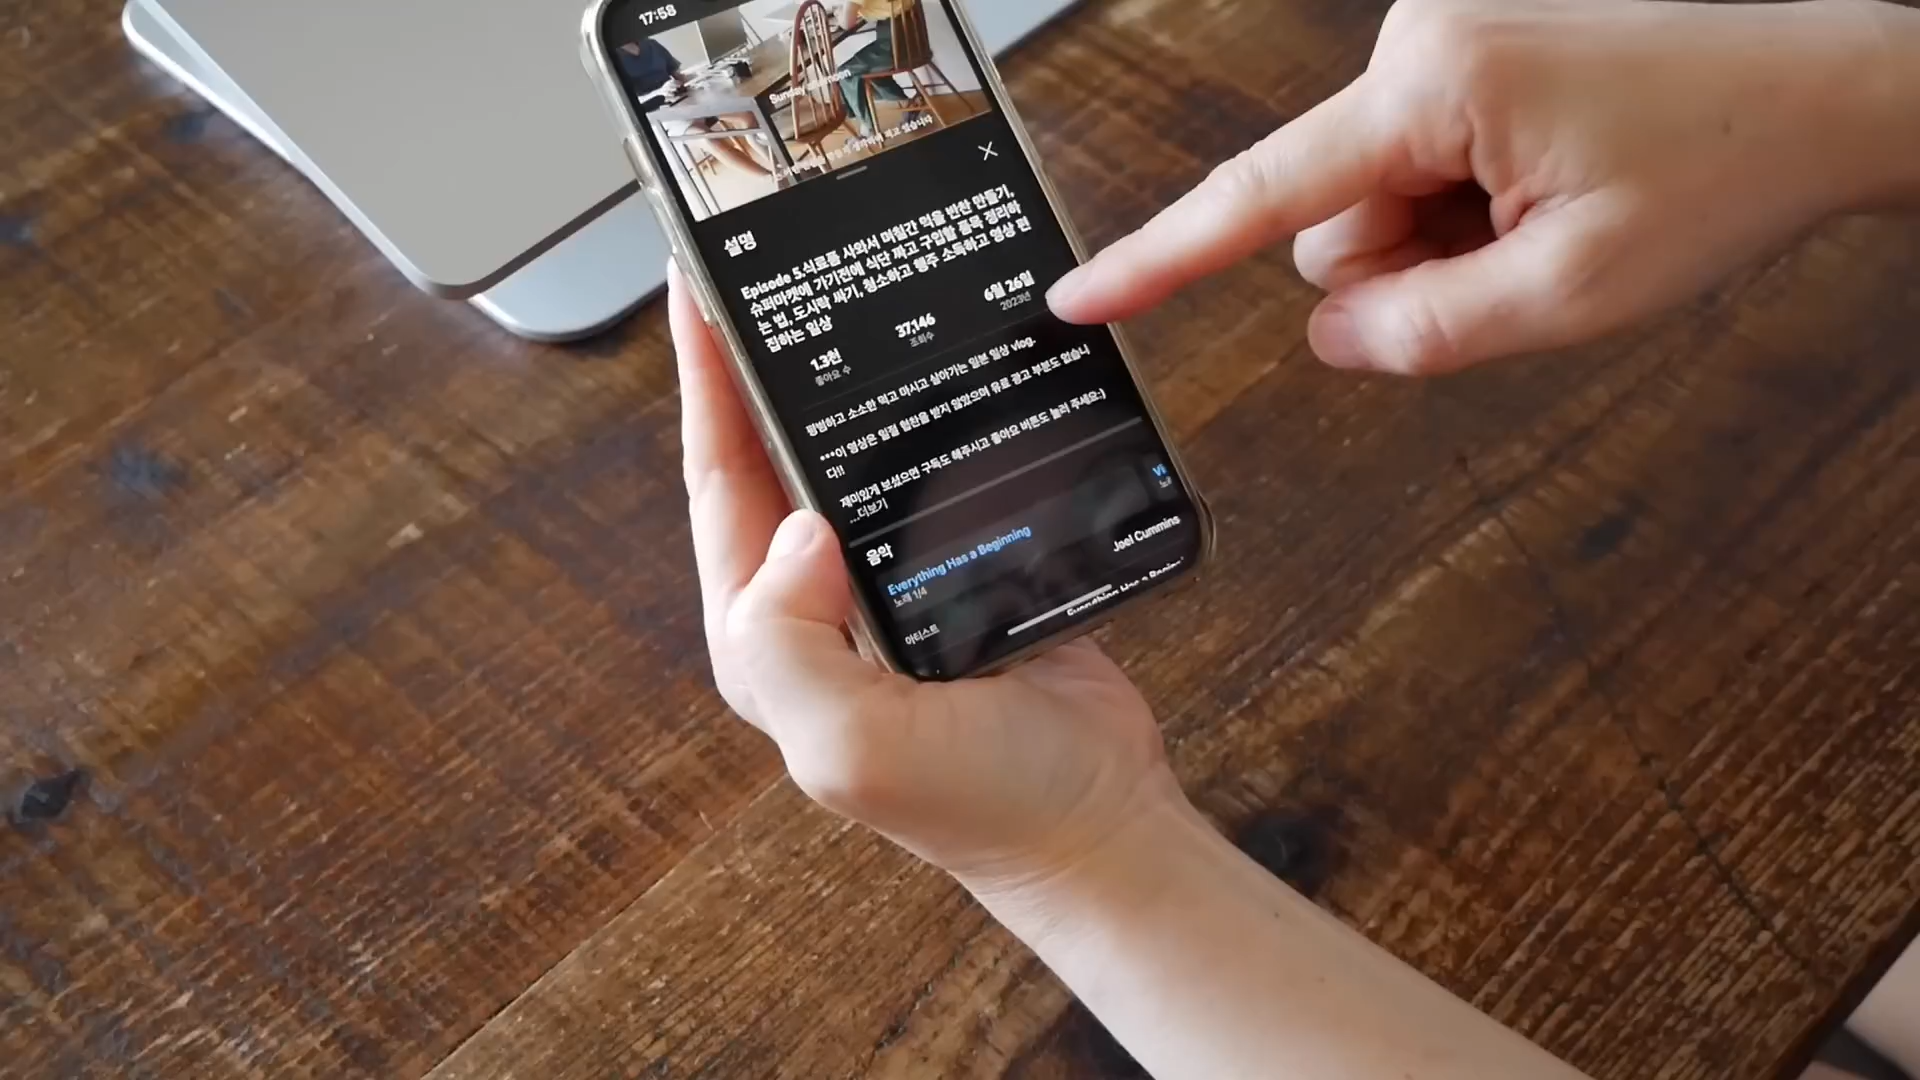 17:58
Sunday afternoon
설명
Episode 5.식료품 사와서 며칠간 먹을 반찬 만들기,
슈퍼마켓에 가기전에 식단 짜고 구입할 품목 정리하
는 법, 도시락 싸기, 청소하고 행주 소독하고 영상 편
집하는 일상
1.3천
좋아요 수
37,146
조회수
6월 26일
2023년
평범하고 소소한 먹고 마시고 살아가는 일본 일상 vlog.
•••이 영상은 일절 협찬을 받지 않았으며 유료 광고 부분도 없습니
다!!
재미있게 보셨으면 구독도 해주시고 좋아요 버튼도 눌러 주세요:)
...더보기
음악
Everything Has a Beginning
노래 1/4
Vi
아티스트
Joel Cummins
Everything Has a Begin